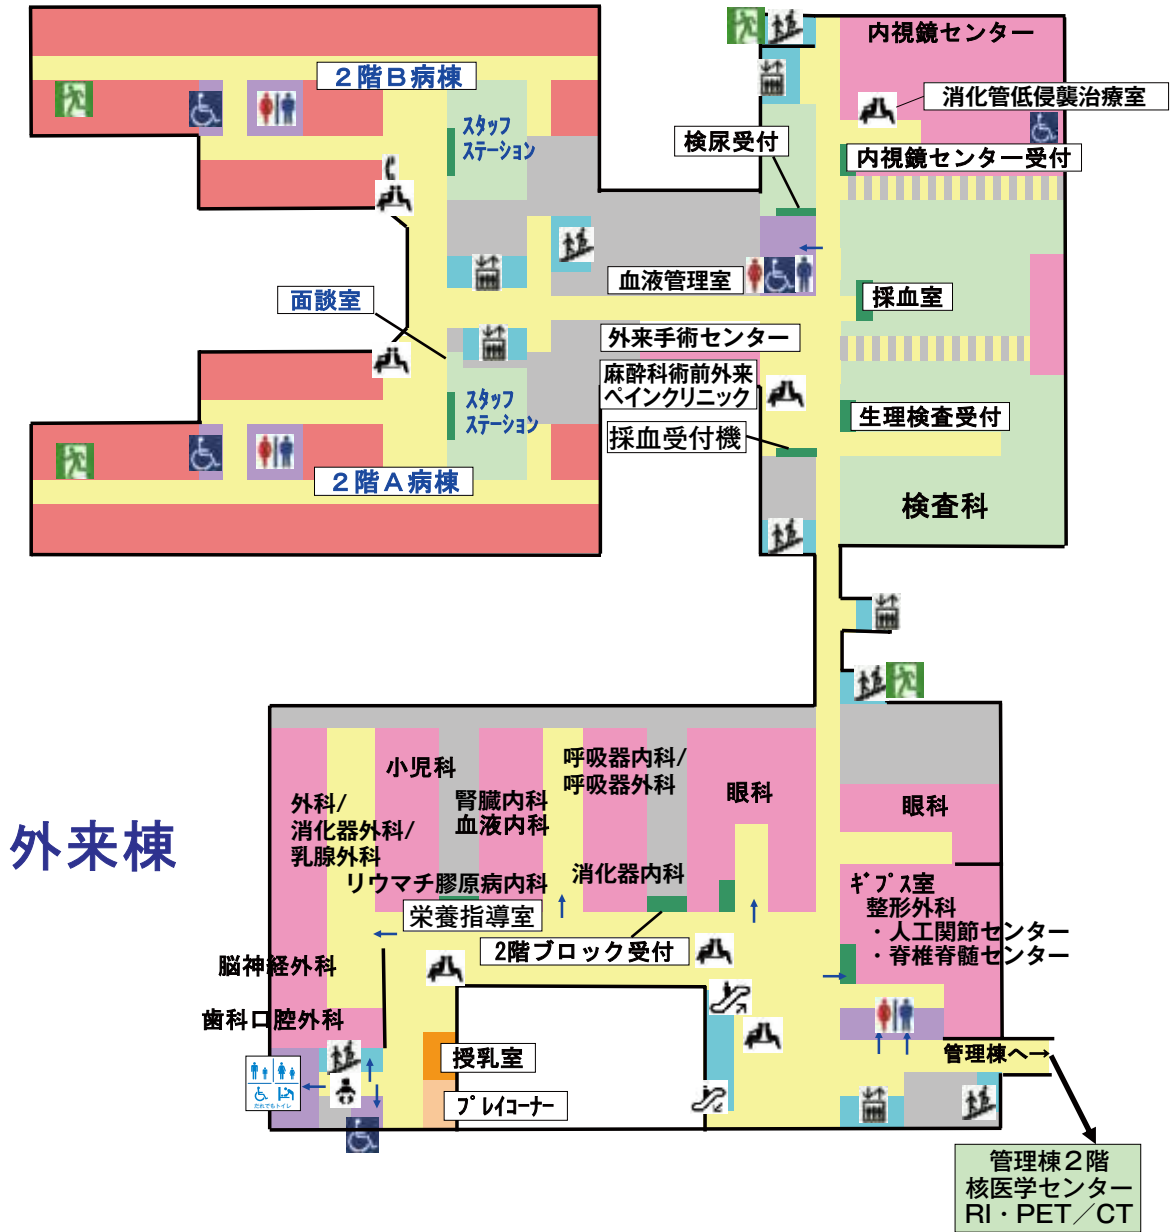 内視鏡センター
２階Ｂ病棟
消化管低侵襲治療室
スタッフ
ステーション
検尿受付
内視鏡センター受付
血液管理室
面談室
採血室
外来手術センター
麻酔科術前外来
ペインクリニック
スタッフ
ステーション
生理検査受付
採血受付機
２階Ａ病棟
検査科
小児科
呼吸器内科/
呼吸器外科
眼科
眼科
外科/
消化器外科/
乳腺外科
腎臓内科
血液内科
外来棟
リウマチ膠原病内科
消化器内科
ギプス室
整形外科
・人工関節センター
・脊椎脊髄センター
栄養指導室
2階ブロック受付
脳神経外科
歯科口腔外科
管理棟へ→
授乳室
プレイコーナー
だれでもトイレ
管理棟２階
核医学センター
RI・PET／CT